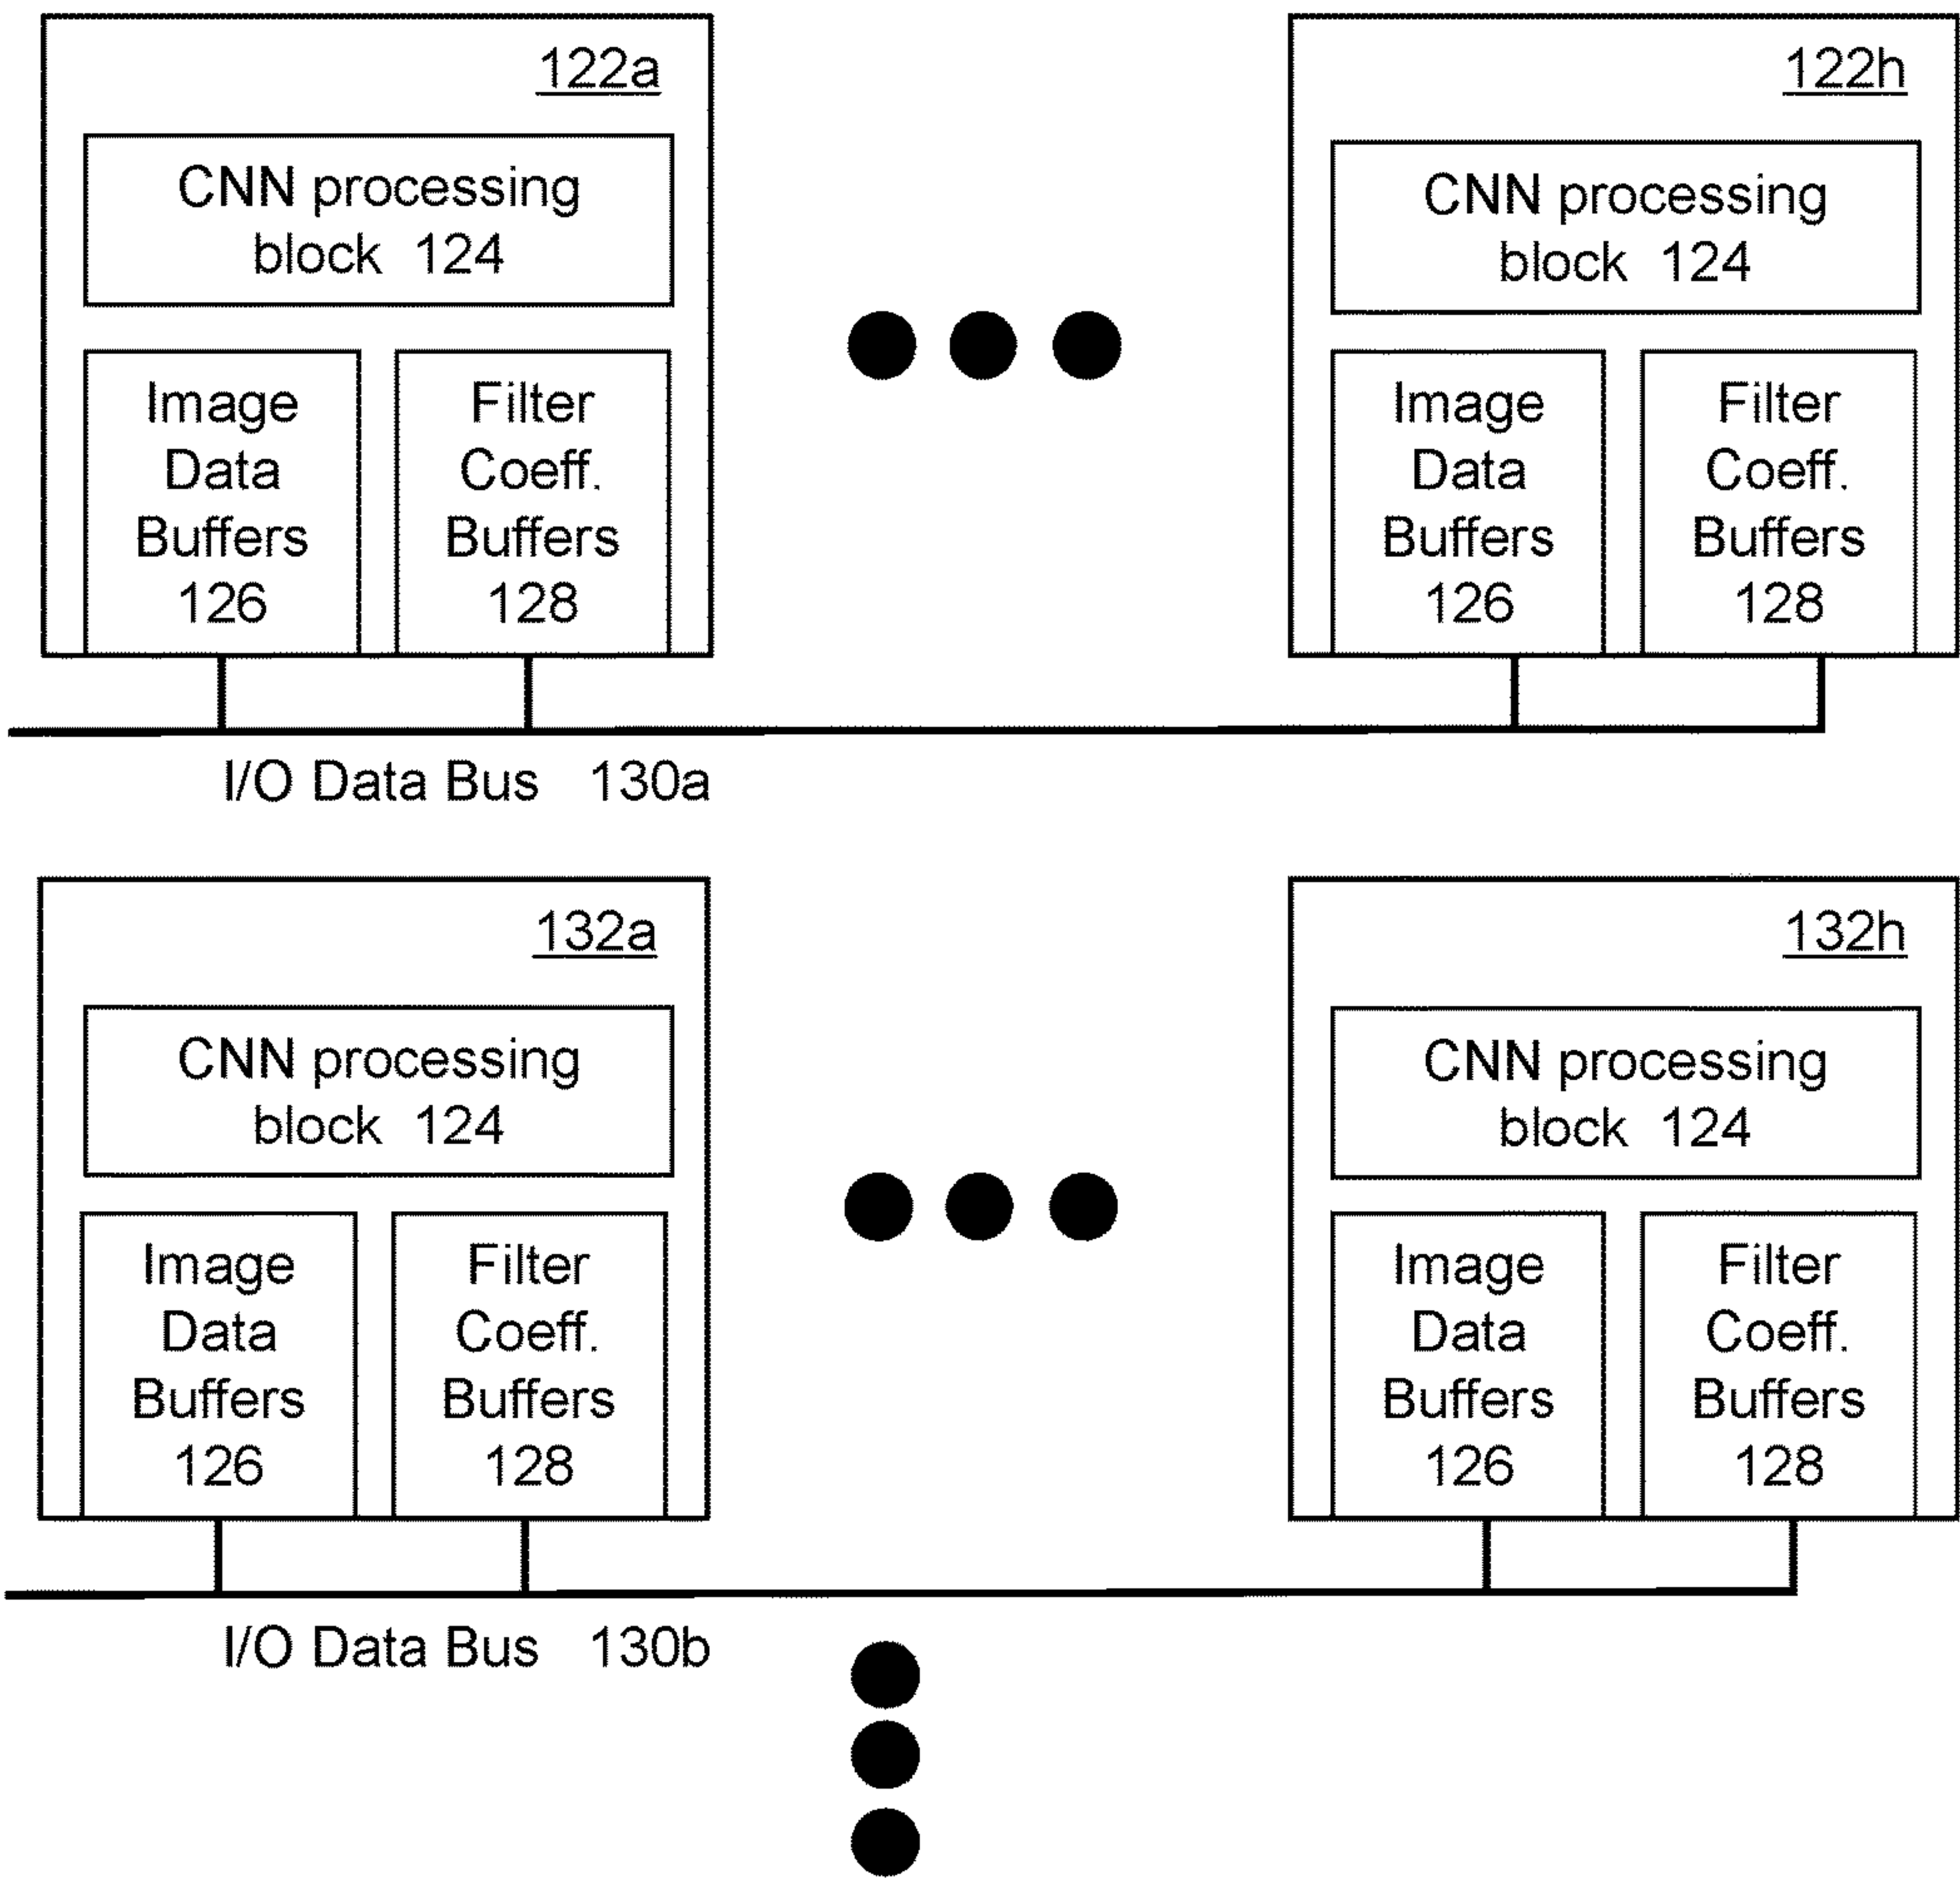 122a
CNN processing
block 124
Image
Data
Buffers
126
Filter
Coeff.
Buffers
128
122h
CNN processing
block 124
Image
Data
Buffers
126
Filter
Coeff.
Buffers
128
I/O Data Bus 130a
132a
CNN processing
block 124
Image
Data
Buffers
126
Filter
Coeff.
Buffers
128
132h
CNN processing
block 124
Image
Data
Buffers
126
Filter
Coeff.
Buffers
128
I/O Data Bus 130b